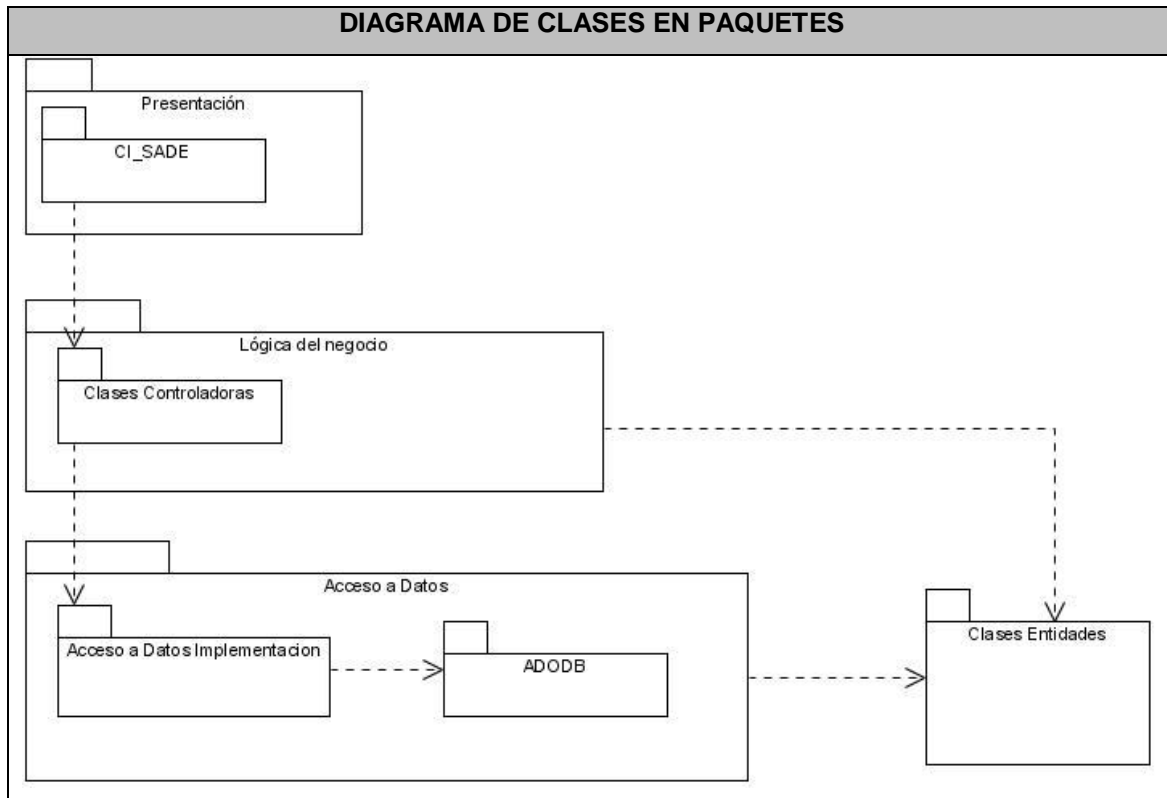 DIAGRAMA DE CLASES EN PAQUETES
Presentación
CI_SADE
Lógica del negocio
Clases Controladoras
Acceso a Datos
Acceso a Datos Implementacion
ADODB
Clases Entidades